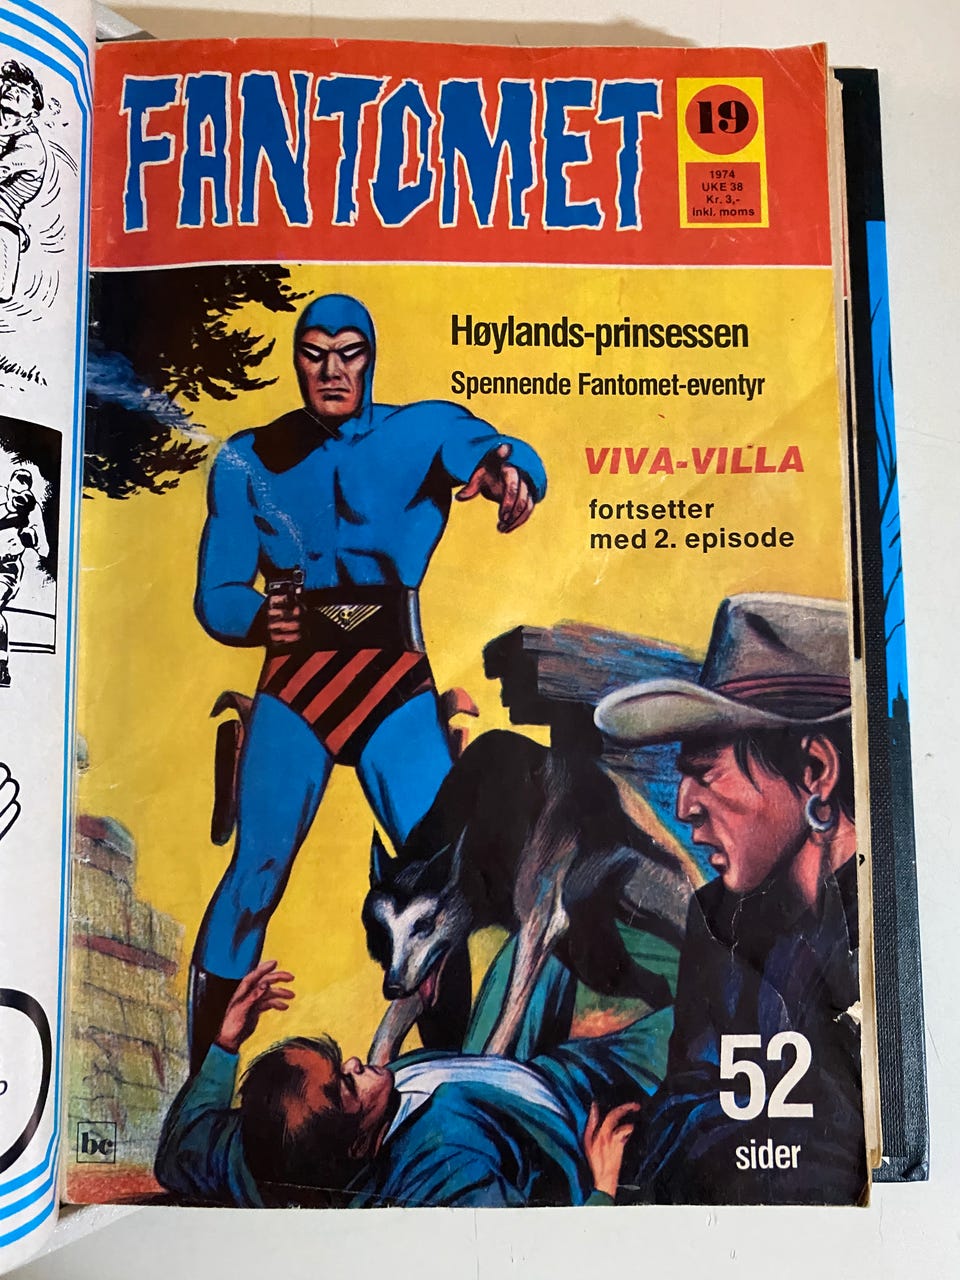 FANTOMET
19
1974
UKE 38
Kr. 3,-
Inkl. moms
Høylands-prinsessen
Spennende Fantomet-eventyr
VIVA-VILLA
fortsetter
med 2. episode
52
sider
bc